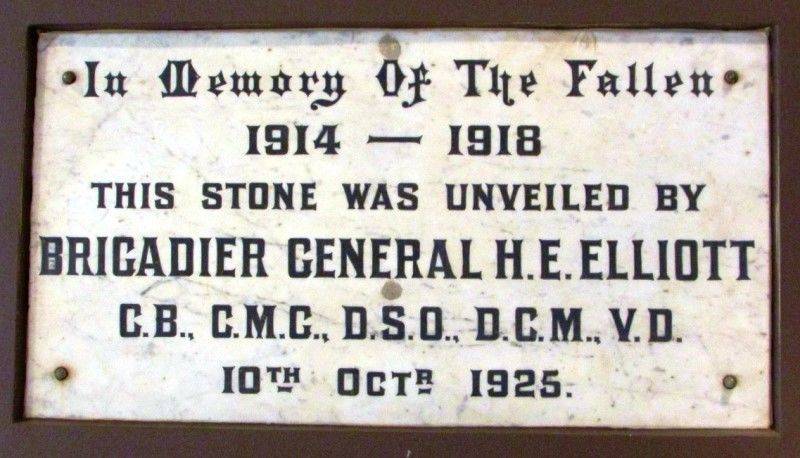 In Memory Of The Fallen
1914 — 1918
THIS STONE WAS UNVEILED BY
BRIGADIER GENERAL H.E. ELLIOTT
C.B., C.M.G., D.S.O., D.C.M., V.D.
10TH OCTR 1925.